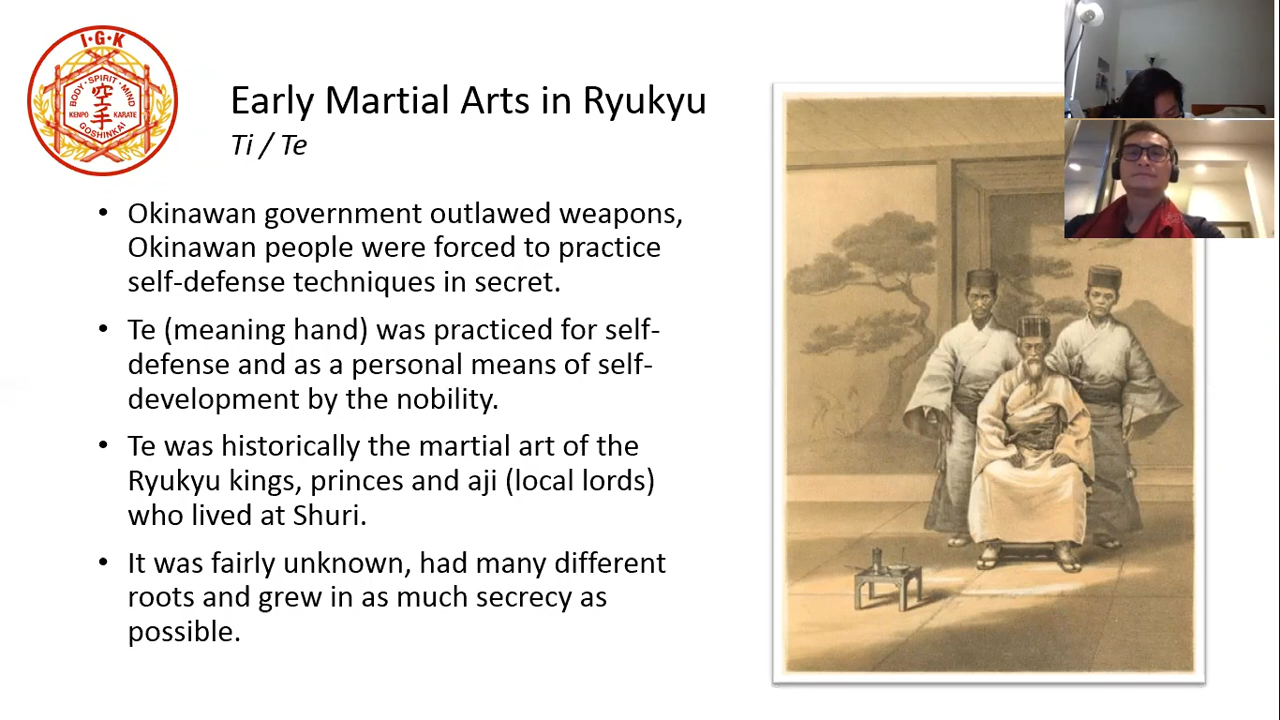 I·G·K
BODY·SPIRIT·MIND
空手
KENPO KARATE
GOSHINKAI
Early Martial Arts in Ryukyu
Ti / Te
• Okinawan government outlawed weapons,
Okinawan people were forced to practice
self-defense techniques in secret.
• Te (meaning hand) was practiced for self-
defense and as a personal means of self-
development by the nobility.
• Te was historically the martial art of the
Ryukyu kings, princes and aji (local lords)
who lived at Shuri.
• It was fairly unknown, had many different
roots and grew in as much secrecy as
possible.